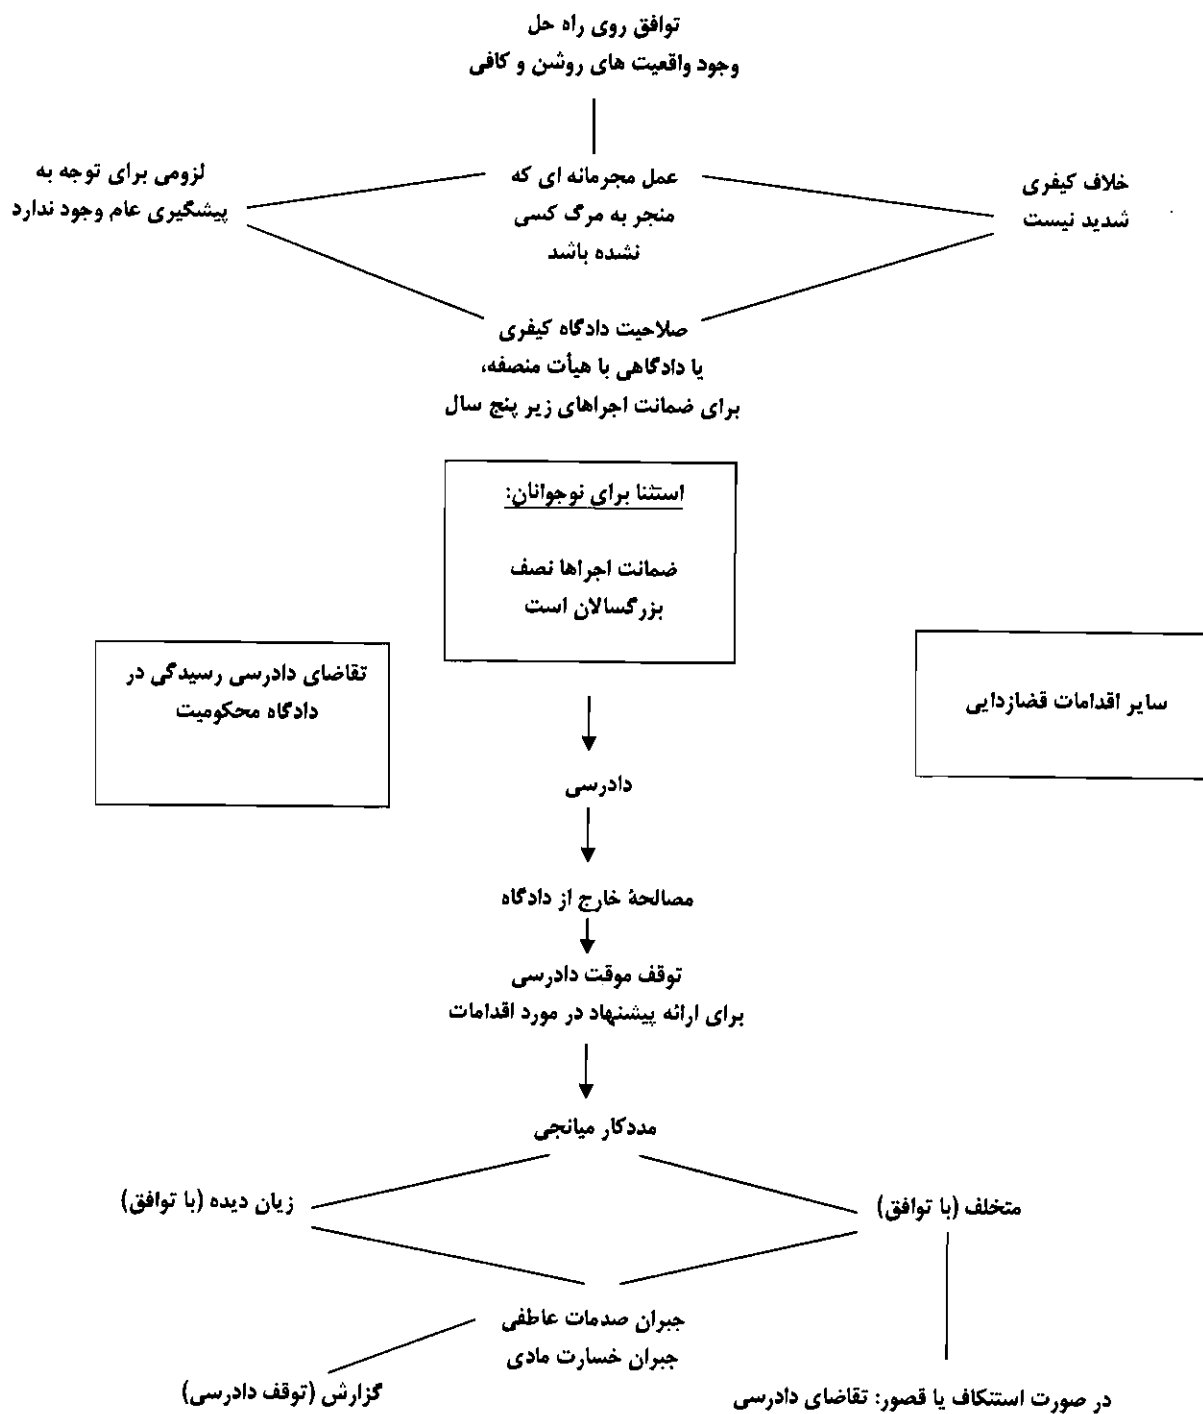 توافق روی راه حل
وجود واقعیت های روشن و کافی
خلاف کیفری
شدید نیست
عمل مجرمانه ای که
منجر به مرگ کسی
نشده باشد
لزومی برای توجه به
پیشگیری عام وجود ندارد
صلاحیت دادگاه کیفری
یا دادگاهی با هیأت منصفه،
برای ضمانت اجراهای زیر پنج سال
استثنا برای نوجوانان:
ضمانت اجراها نصف
بزرگسالان است
سایر اقدامات قضازدایی
تقاضای دادرسی رسیدگی در
دادگاه محکومیت
دادرسی
مصالحهٔ خارج از دادگاه
توقف موقت دادرسی
برای ارائه پیشنهاد در مورد اقدامات
مددکار میانجی
متخلف (با توافق)
زیان دیده (با توافق)
جبران صدمات عاطفی
جبران خسارت مادی
در صورت استنکاف یا قصور: تقاضای دادرسی
گزارش (توقف دادرسی)